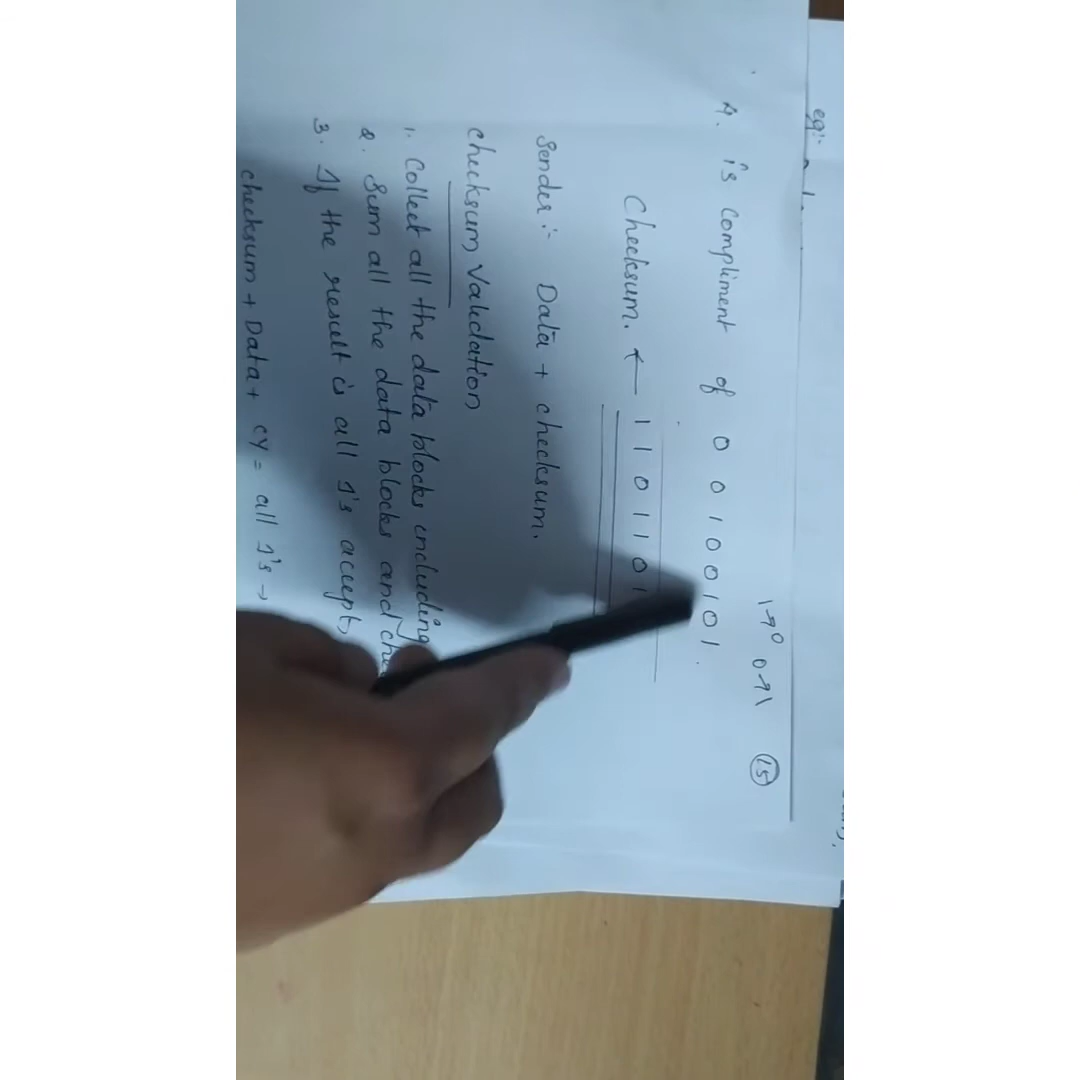 eg:-
1→0 0→1 (25)
4. 1's compliment of 0 0 1 0 0 1 0 1
Checksum. ← 1 1 0 1 1 0 1
Sender :- Data + checksum.
Checksum Validation
1. Collect all the data blocks including
2. Sum all the data blocks and
3. If the result is all 1's accept,
checksum + Data + cy = all 1's →